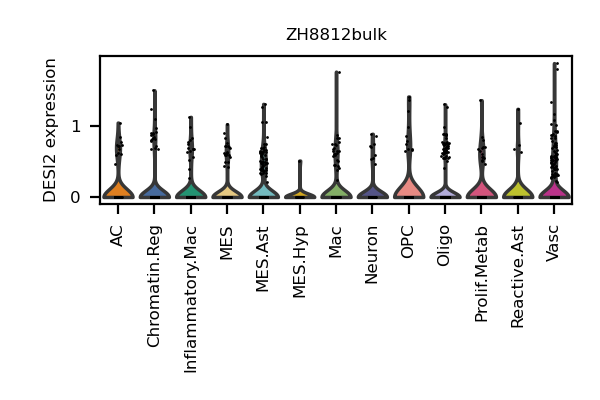 ZH8812bulk
DESI2 expression
1
0
AC
Chromatin.Reg
Inflammatory.Mac
MES
MES.Ast
MES.Hyp
Mac
Neuron
OPC
Oligo
Prolif.Metab
Reactive.Ast
Vasc